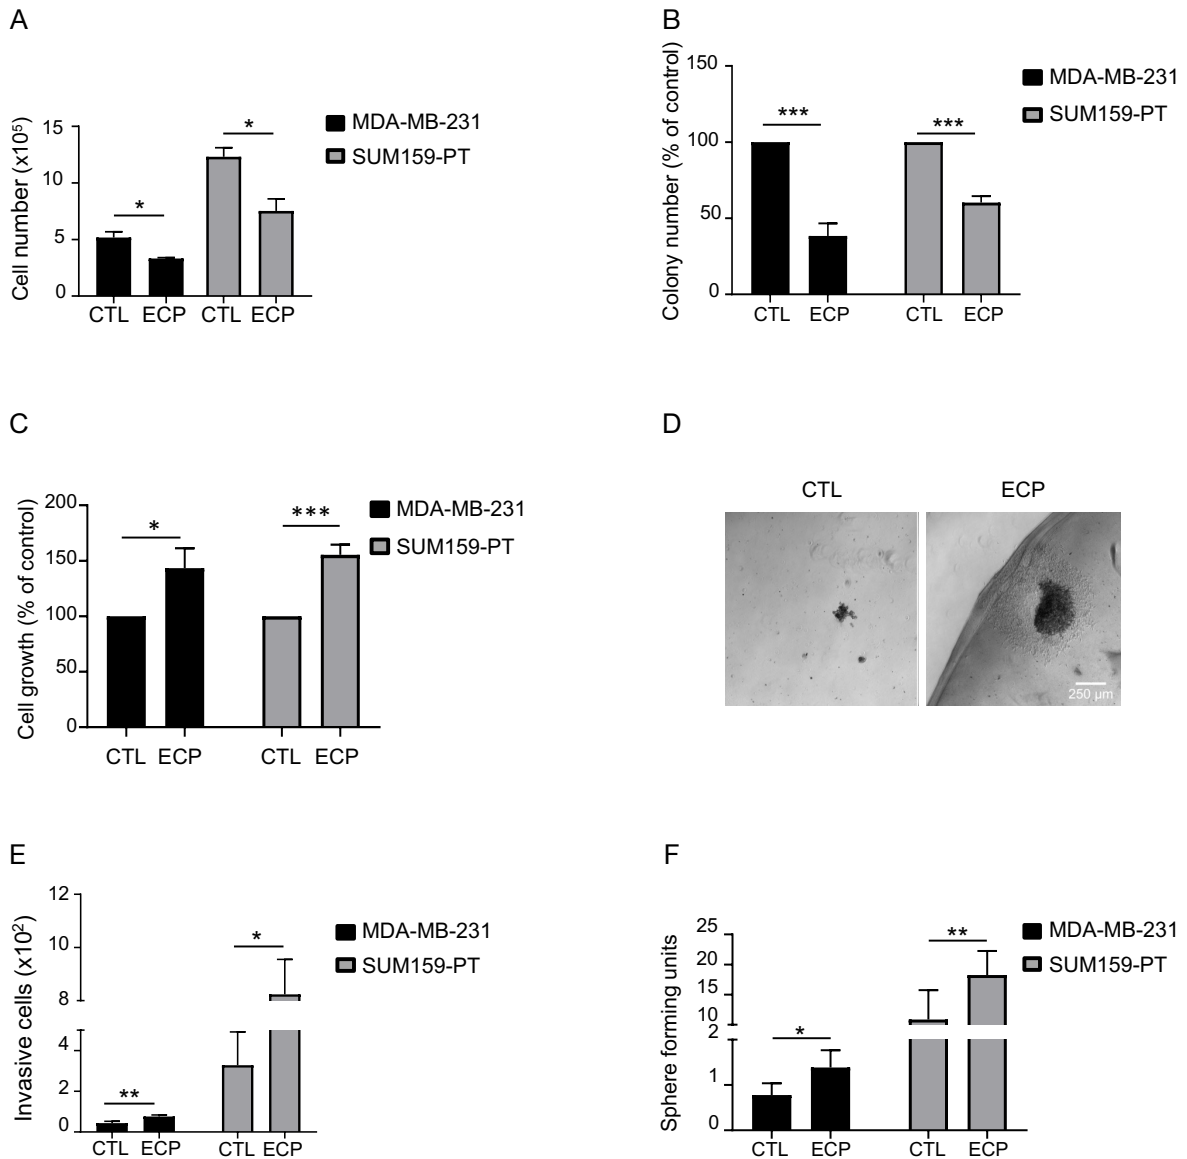 A
Cell number (x10⁵)
15
10
5
0
*
*
CTL ECP CTL ECP
MDA-MB-231
SUM159-PT
B
Colony number (% of control)
150
100
50
0
***
***
CTL ECP CTL ECP
MDA-MB-231
SUM159-PT
C
Cell growth (% of control)
200
150
100
50
0
*
***
CTL ECP CTL ECP
MDA-MB-231
SUM159-PT
D
CTL ECP
250 µm
E
Invasive cells (x10²)
12
10
8
4
2
0
**
*
CTL ECP CTL ECP
MDA-MB-231
SUM159-PT
F
Sphere forming units
25
20
15
10
2
1
0
*
**
CTL ECP CTL ECP
MDA-MB-231
SUM159-PT